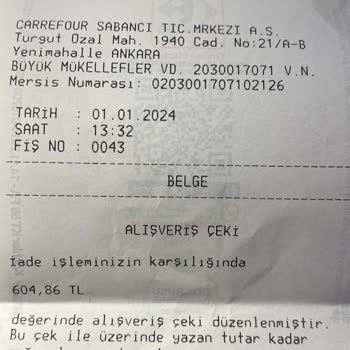 CARREFOUR SABANCI TIC.MRKEZI A.S.
Turgut Ozal Mah. 1940 Cad. No:21/A-B
Yenimahalle ANKARA
BÜYÜK MÜKELLEFLER VD. 2030017071 V.N.
Mersis Numarası: 0203001707102126
TARİH : 01.01.2024
SAAT : 13:32
FİŞ NO : 0043
BELGE
ALIŞVERİŞ ÇEKİ
İade işleminizin karşılığında
604,86 TL
değerinde alışveriş çeki düzenlenmiştir.
Bu çek ile üzerinde yazan tutar kadar